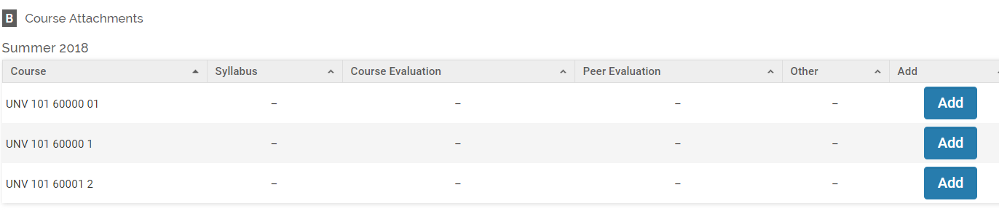 B Course Attachments
Summer 2018
Course Syllabus Course Evaluation Peer Evaluation Other Add
UNV 101 60000 01 – – – – Add
UNV 101 60000 1 – – – – Add
UNV 101 60001 2 – – – – Add